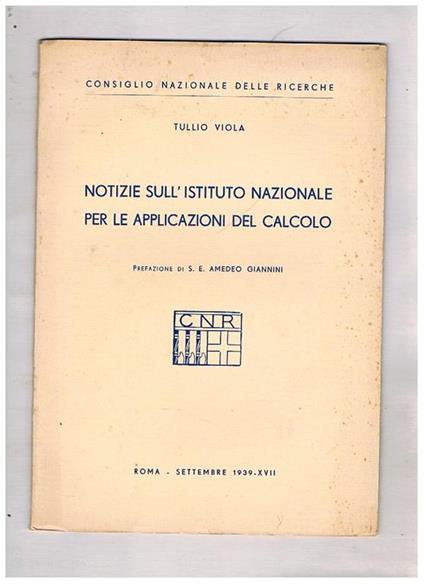 CONSIGLIO NAZIONALE DELLE RICERCHE
TULLIO VIOLA
NOTIZIE SULL'ISTITUTO NAZIONALE
PER LE APPLICAZIONI DEL CALCOLO
PREFAZIONE DI S. E. AMEDEO GIANNINI
CNR
ROMA - SETTEMBRE 1939-XVII